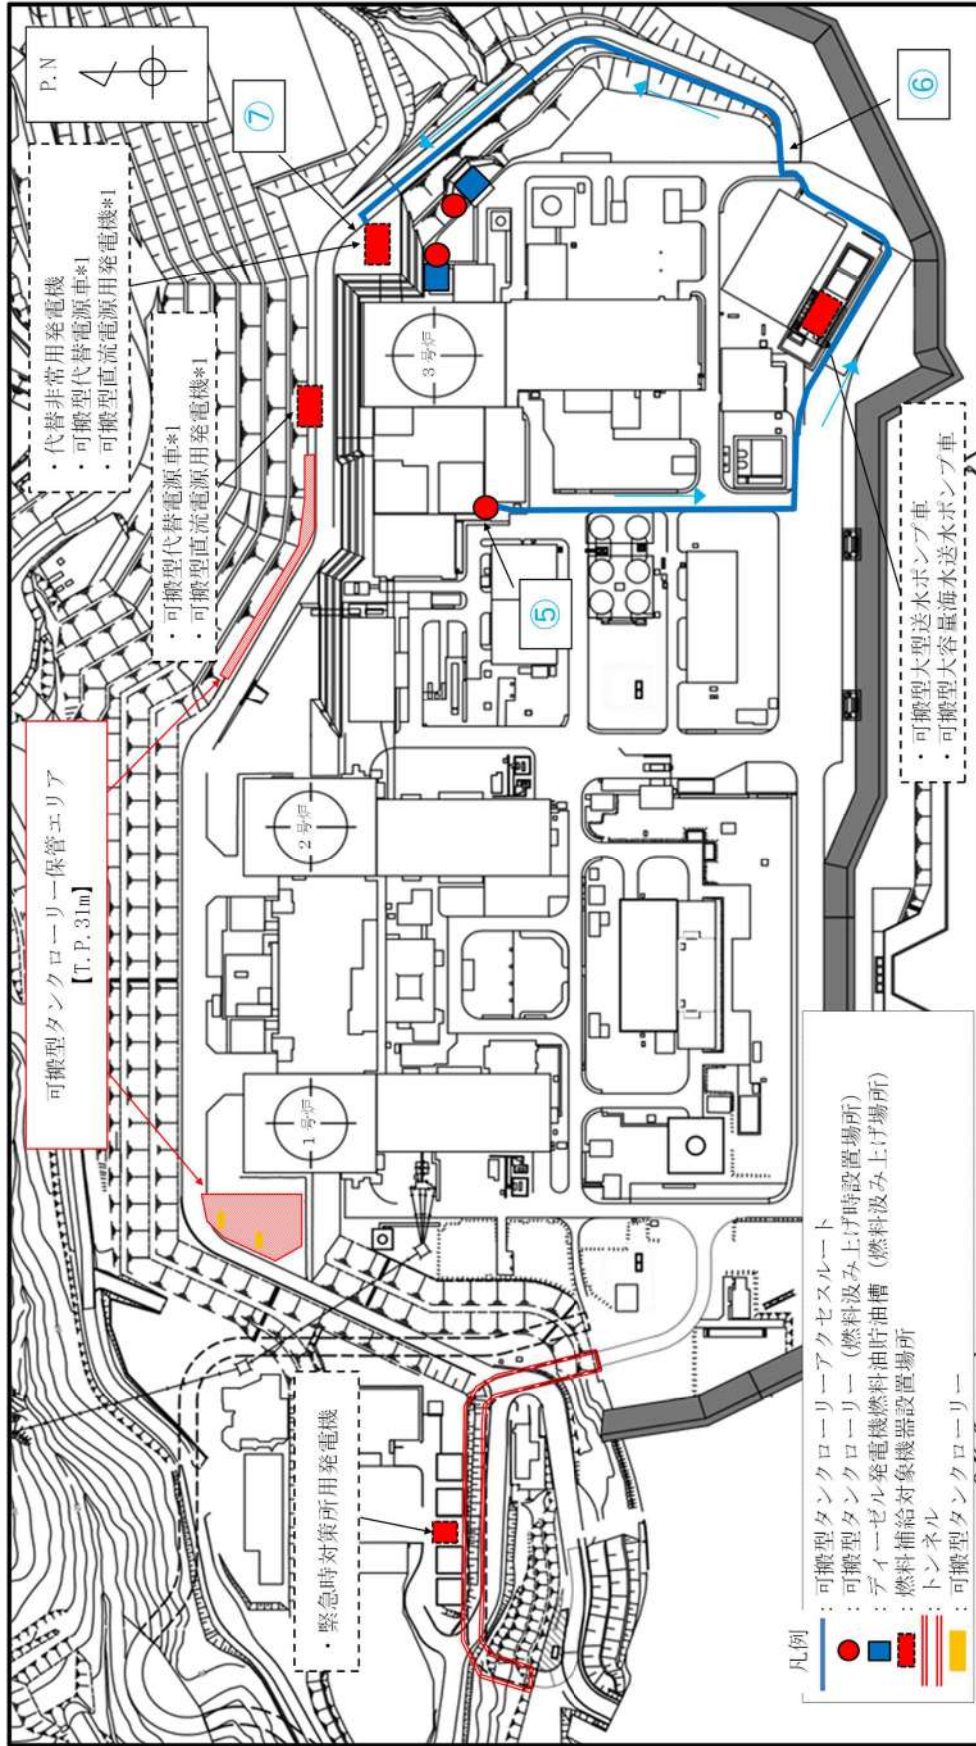 可搬型タンクローリー保管エリア
【T.P.31m】
・代替非常用発電機
・可搬型代替電源車*1
・可搬型直流電源用発電機*1
P.N
・可搬型代替電源車*1
・可搬型直流電源用発電機*1
⑦
・緊急時対策所用発電機
1号炉
2号炉
3号炉
⑤
⑥
・可搬型大型送水ポンプ車
・可搬型大容量海水送水ポンプ車
凡例
：可搬型タンクローリーアクセスルート
：可搬型タンクローリー（燃料汲み上げ時設置場所）
：ディーゼル発電機燃料油貯油槽（燃料汲み上げ場所）
：燃料補給対象機器設置場所
：トンネル
：可搬型タンクローリー